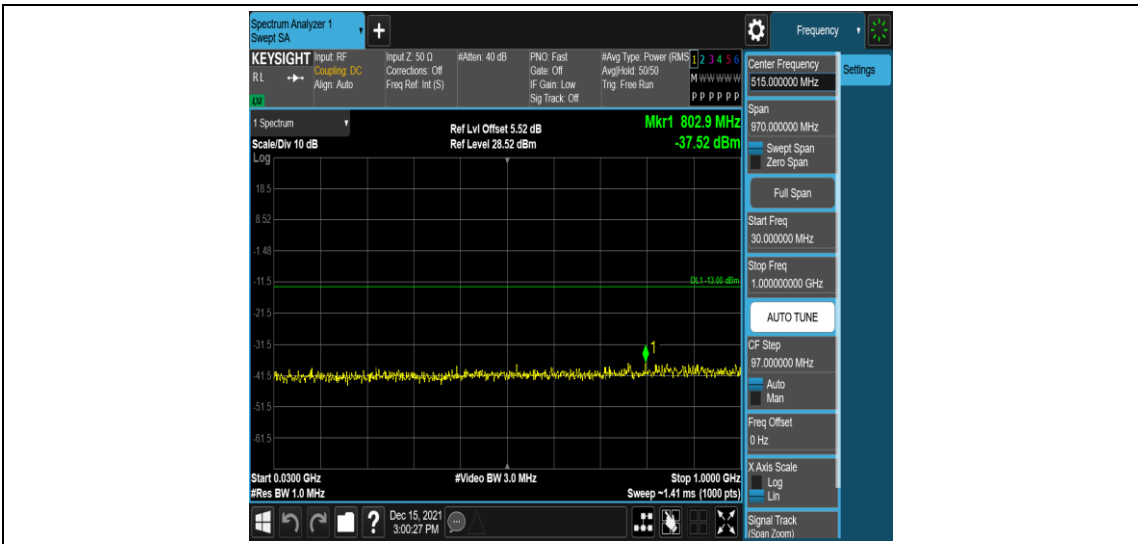 Spectrum Analyzer 1
Swept SA
+
Frequency
KEYSIGHT
RL
LXI
Input: RF
Coupling: DC
Align: Auto
Input Z: 50 Ω
Corrections: Off
Freq Ref: Int (S)
#Atten: 40 dB
PNO: Fast
Gate: Off
IF Gain: Low
Sig Track: Off
#Avg Type: Power (RMS
Avg|Hold: 50/50
Trig: Free Run
1 2 3 4 5 6
M W W W W W
P P P P P P
1 Spectrum
Scale/Div 10 dB
Log
Ref Lvl Offset 5.52 dB
Ref Level 28.52 dBm
Mkr1 802.9 MHz
-37.52 dBm
18.5
8.52
-1.48
-11.5
-21.5
-31.5
-41.5
-51.5
-61.5
DL1 -13.00 dBm
1
Start 0.0300 GHz
#Res BW 1.0 MHz
#Video BW 3.0 MHz
Stop 1.0000 GHz
Sweep ~1.41 ms (1000 pts)
?
Dec 15, 2021
3:00:27 PM
Center Frequency
515.000000 MHz
Settings
Span
970.000000 MHz
Swept Span
Zero Span
Full Span
Start Freq
30.000000 MHz
Stop Freq
1.000000000 GHz
AUTO TUNE
CF Step
97.000000 MHz
Auto
Man
Freq Offset
0 Hz
X Axis Scale
Log
Lin
Signal Track
(Span Zoom)